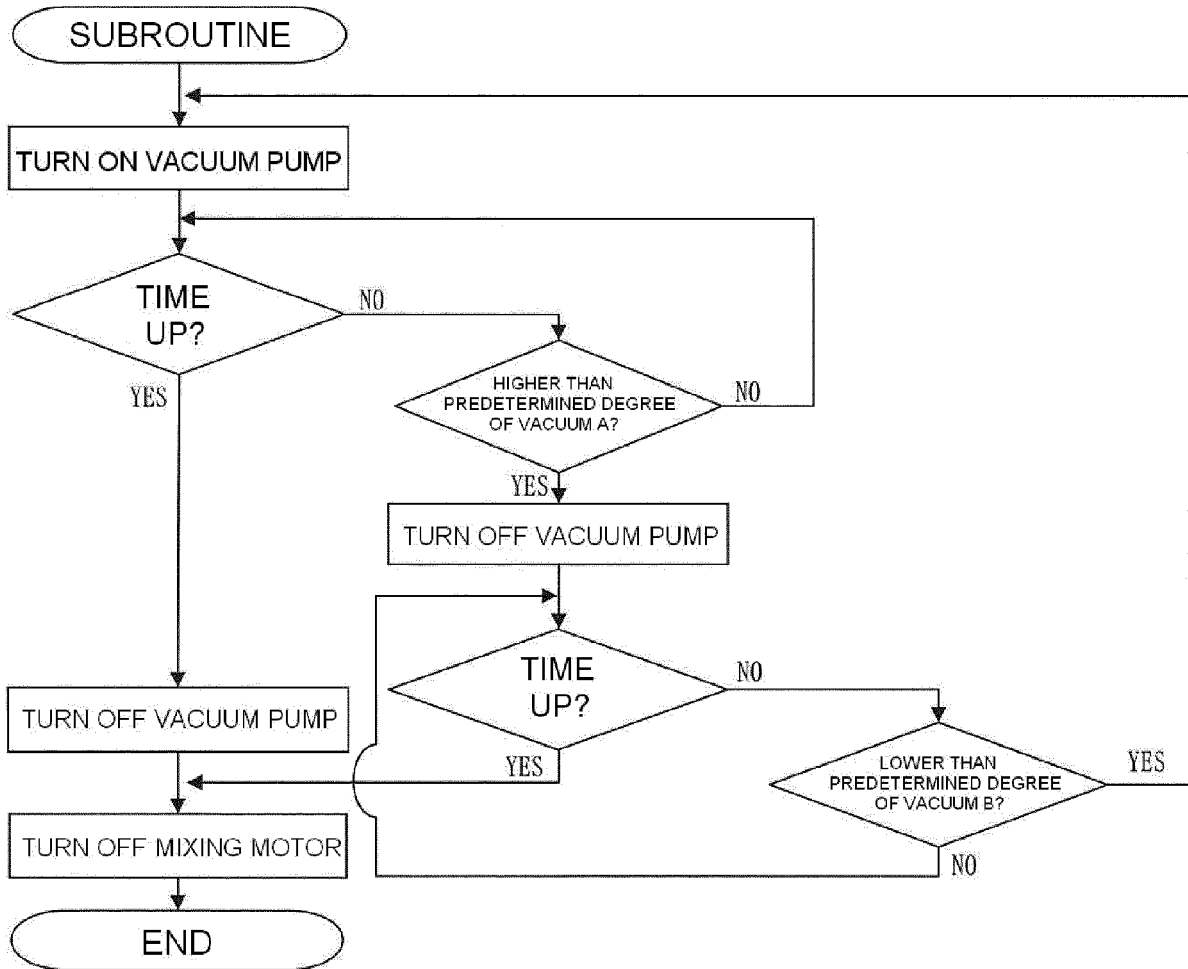 SUBROUTINE
TURN ON VACUUM PUMP
TIME
UP?
NO
YES
HIGHER THAN
PREDETERMINED DEGREE
OF VACUUM A?
NO
YES
TURN OFF VACUUM PUMP
TIME
UP?
NO
YES
LOWER THAN
PREDETERMINED DEGREE
OF VACUUM B?
YES
NO
TURN OFF VACUUM PUMP
TURN OFF MIXING MOTOR
END